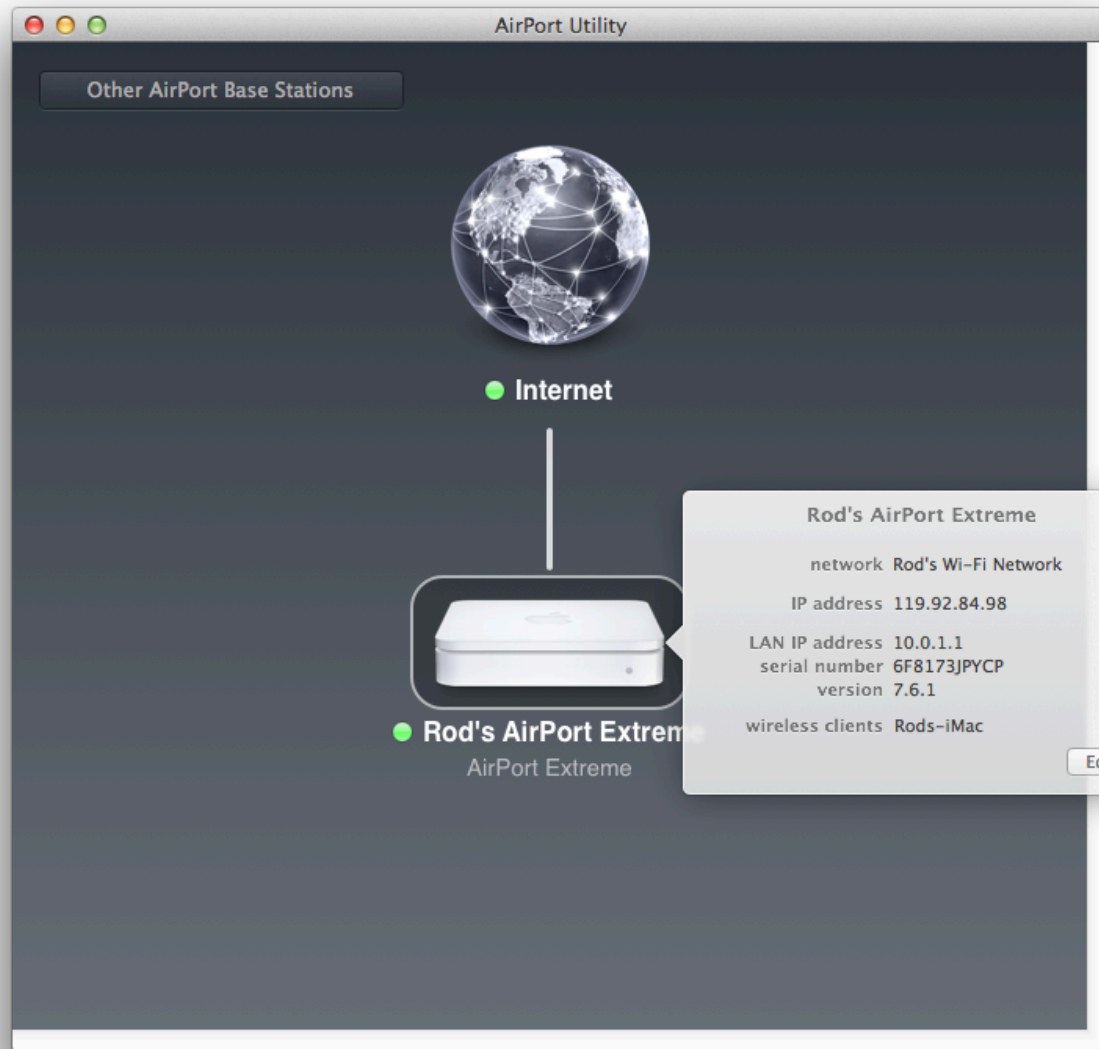 AirPort Utility
Other AirPort Base Stations
Internet
Rod's AirPort Extreme
AirPort Extreme
Rod's AirPort Extreme
network Rod's Wi-Fi Network
IP address 119.92.84.98
LAN IP address 10.0.1.1
serial number 6F8173JPYCP
version 7.6.1
wireless clients Rods-iMac